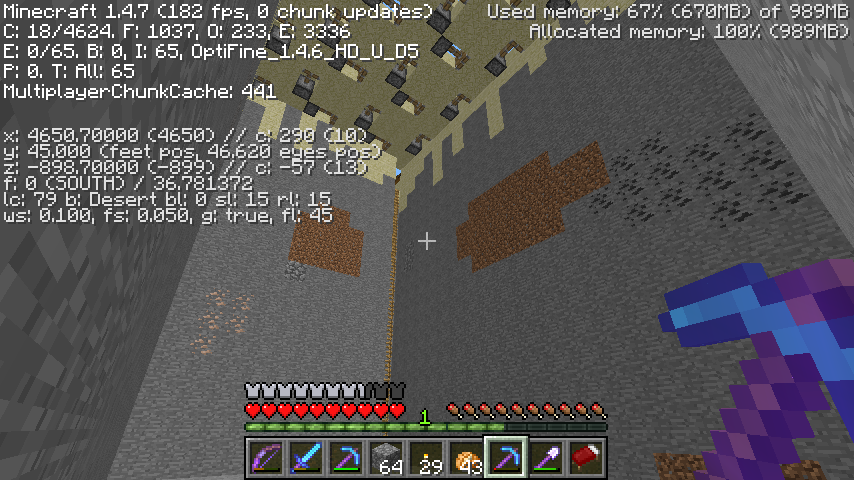 Minecraft 1.4.7 (182 fps, 0 chunk updates)
Used memory: 67% (670MB) of 989MB
C: 18/4624, F: 1037, O: 233, E: 3336
Allocated memory: 100% (989MB)
E: 0/65, B: 0, I: 65, OptiFine_1.4.6_HD_U_D5
P: 0, T: All: 65
MultiplayerChunkCache: 441
x: 4650.70000 (4650) // c: 290 (10)
y: 45.000 (feet pos, 46.620 eyes pos)
z: -898.70000 (-899) // c: -57 (13)
f: 0 (SOUTH) / 36.781372
lc: 79 b: Desert bl: 0 sl: 15 rl: 15
ws: 0.100, fs: 0.050, g: true, fl: 45
1
64 29 43